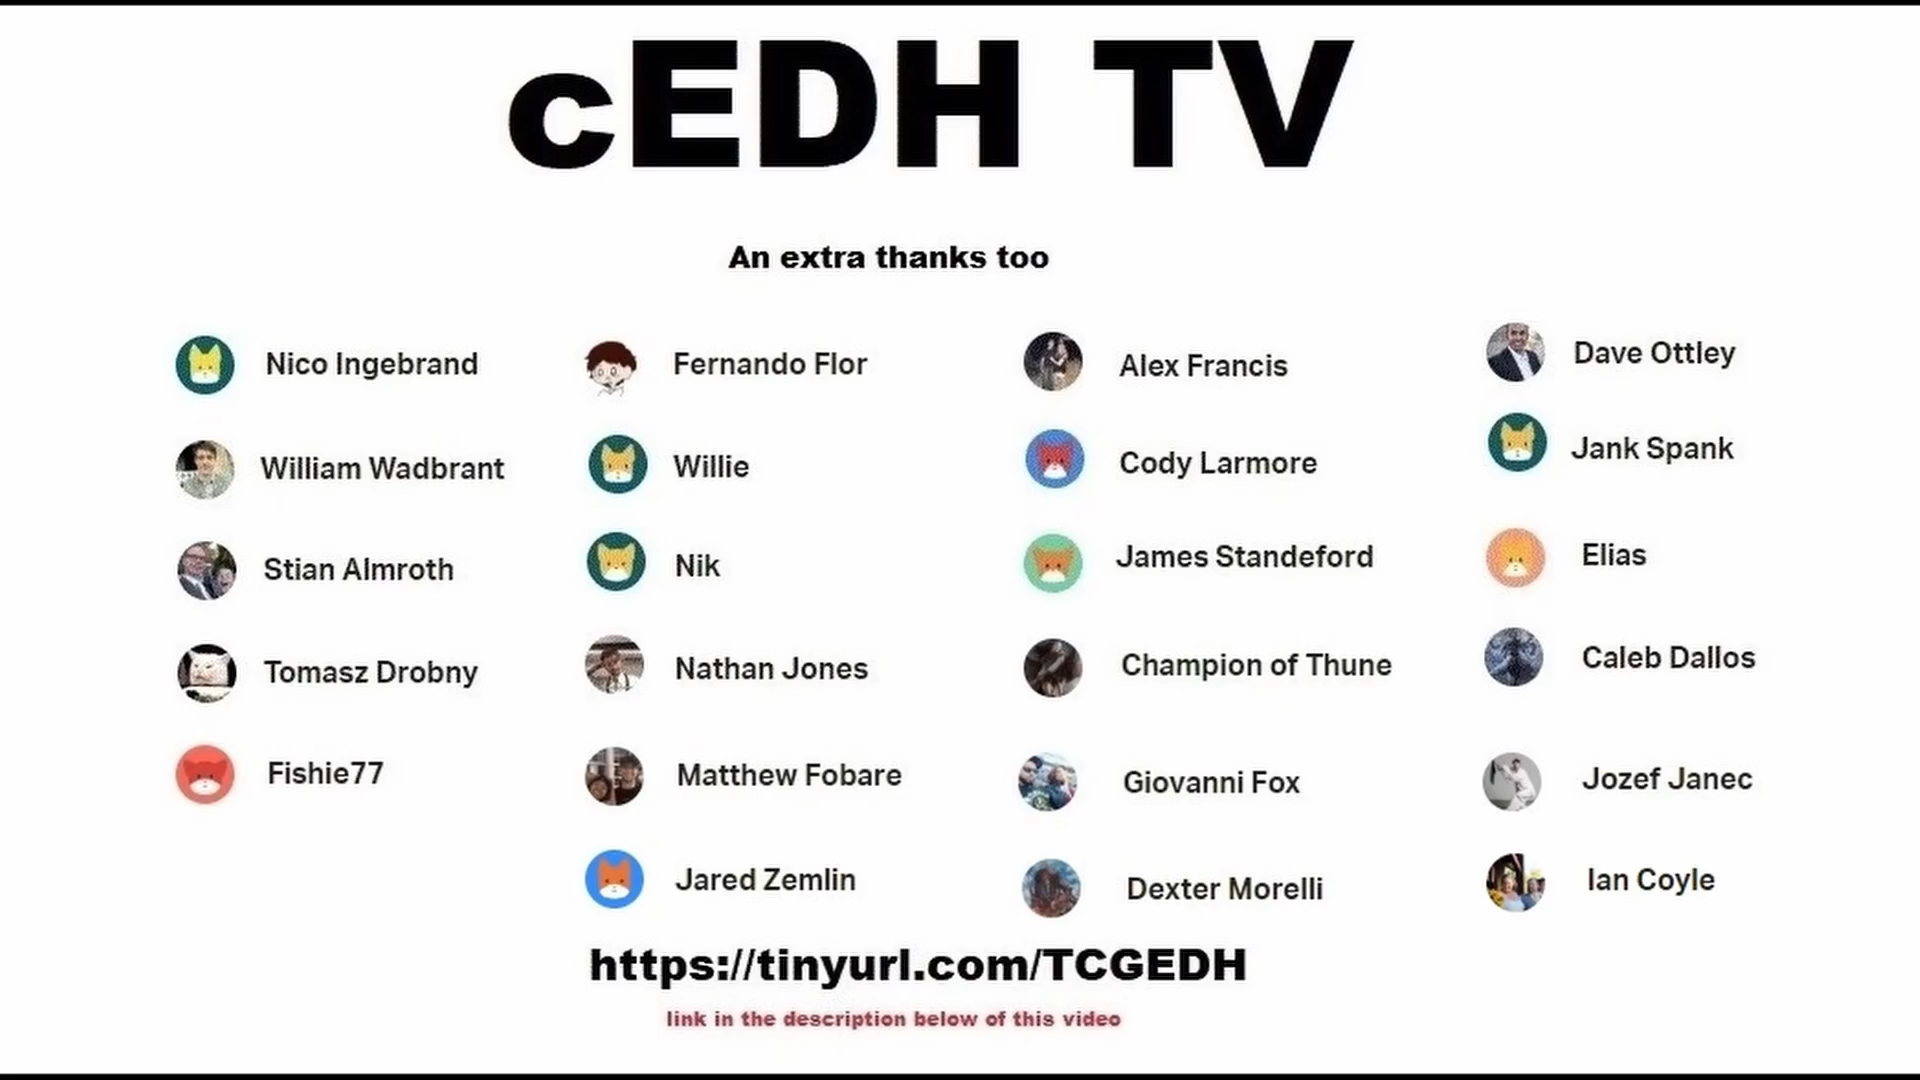 cEDH TV
An extra thanks too
Nico Ingebrand
Fernando Flor
Alex Francis
Dave Ottley
William Wadbrant
Willie
Cody Larmore
Jank Spank
Stian Almroth
Nik
James Standeford
Elias
Tomasz Drobny
Nathan Jones
Champion of Thune
Caleb Dallos
Fishie77
Matthew Fobare
Giovanni Fox
Jozef Janec
Jared Zemlin
Dexter Morelli
Ian Coyle
https://tinyurl.com/TCGEDH
link in the description below of this video